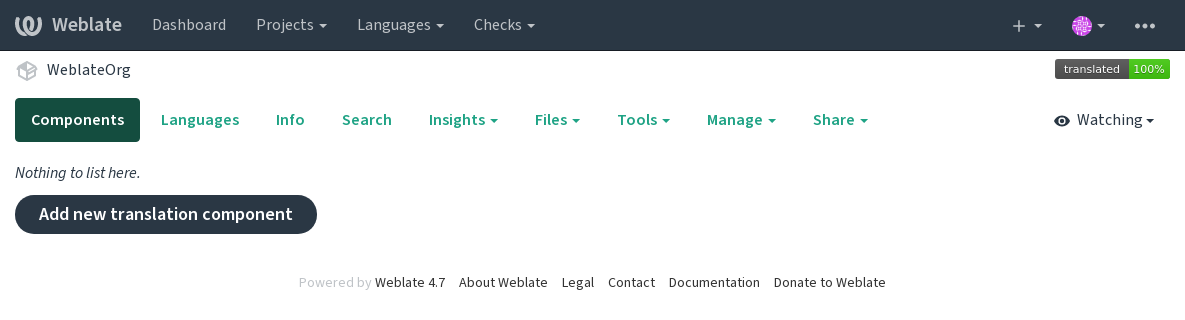 Weblate Dashboard Projects Languages Checks
WeblateOrg translated 100%
Components Languages Info Search Insights Files Tools Manage Share Watching
Nothing to list here.
Add new translation component
Powered by Weblate 4.7 About Weblate Legal Contact Documentation Donate to Weblate